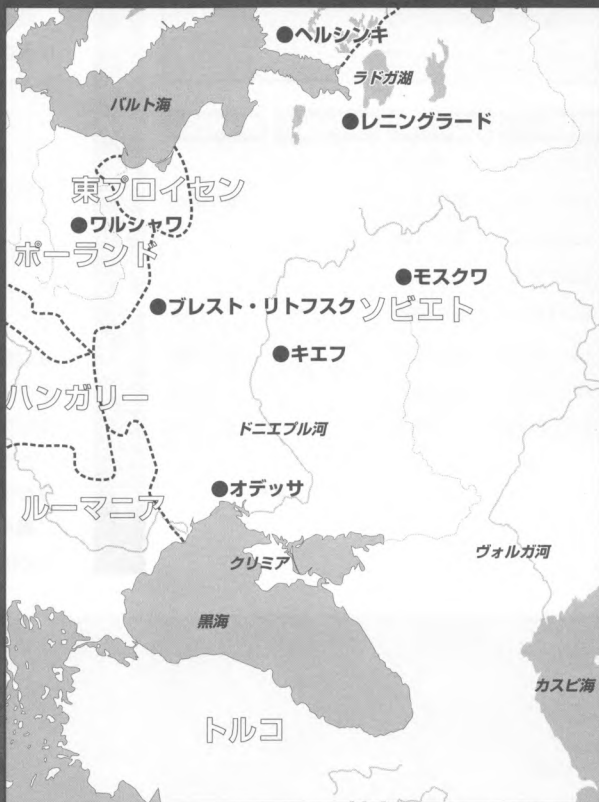 ●ヘルシンキ
ラドガ湖
バルト海
●レニングラード
東プロイセン
●ワルシャワ
ポーランド
●モスクワ
●ブレスト・リトフスク
ソビエト
●キエフ
ハンガリー
ドニエプル河
●オデッサ
ルーマニア
ヴォルガ河
クリミア
黒海
カスピ海
トルコ